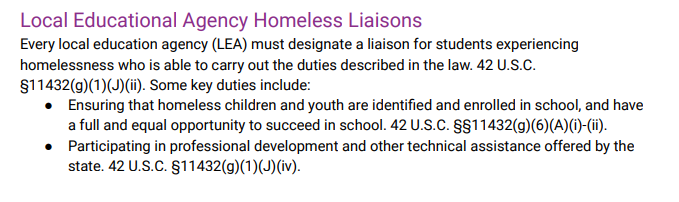 Local Educational Agency Homeless Liaisons
Every local education agency (LEA) must designate a liaison for students experiencing
homelessness who is able to carry out the duties described in the law. 42 U.S.C.
§11432(g)(1)(J)(ii). Some key duties include:
● Ensuring that homeless children and youth are identified and enrolled in school, and have
a full and equal opportunity to succeed in school. 42 U.S.C. §§11432(g)(6)(A)(i)-(ii).
● Participating in professional development and other technical assistance offered by the
state. 42 U.S.C. §11432(g)(1)(J)(iv).